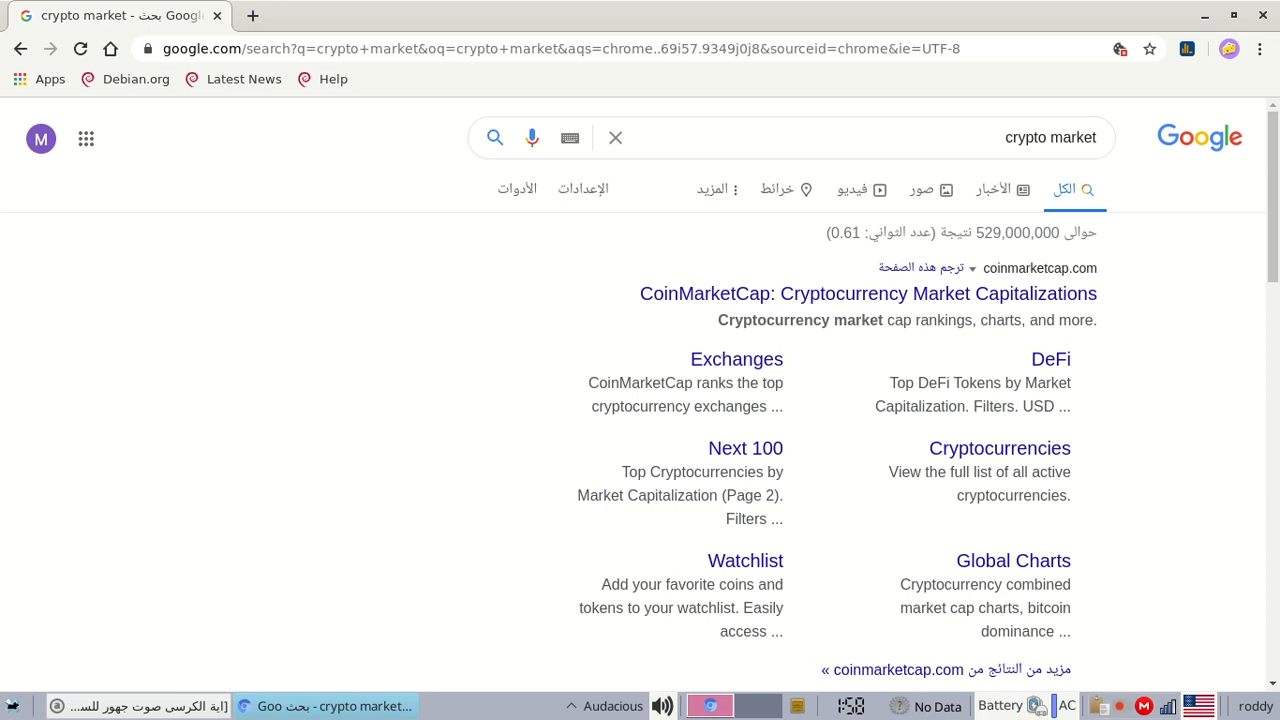 crypto market - بحث Google
google.com/search?q=crypto+market&oq=crypto+market&aqs=chrome..69i57.9349j0j8&sourceid=chrome&ie=UTF-8
Apps Debian.org Latest News Help
M
crypto market
Google
الكل الأخبار صور فيديو خرائط المزيد الإعدادات الأدوات
حوالى 529,000,000 نتيجة (عدد الثواني: 0.61)
coinmarketcap.com ترجم هذه الصفحة
CoinMarketCap: Cryptocurrency Market Capitalizations
Cryptocurrency market cap rankings, charts, and more.
DeFi
Top DeFi Tokens by Market
Capitalization. Filters. USD ...
Exchanges
CoinMarketCap ranks the top
cryptocurrency exchanges ...
Cryptocurrencies
View the full list of all active
cryptocurrencies.
Next 100
Top Cryptocurrencies by
Market Capitalization (Page 2).
Filters ...
Global Charts
Cryptocurrency combined
market cap charts, bitcoin
dominance ...
Watchlist
Add your favorite coins and
tokens to your watchlist. Easily
access ...
مزيد من النتائج من coinmarketcap.com »
[اية الكرسى صوت جهور للس... Goo بحث - crypto market... Audacious 1:58 No Data Battery AC M roddy